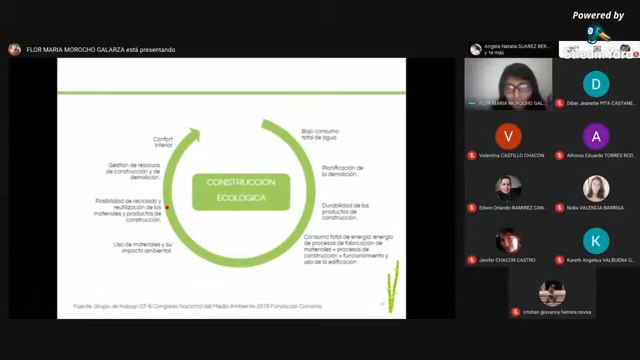 Powered by
StreamYard
FLOR MARIA MOROCHO GALARZA está presentando
Angela Natalia SUAREZ BER...
y 14 más
Confort
interior
Bajo consumo
total de agua.
Gestión de residuos
de construcción y de
demolición.
Planificación de
la demolición.
CONSTRUCCIÓN
ECOLÓGICA
Posibilidad de reciclado y
reutilización de los
materiales y productos de
construcción.
Durabilidad de los
productos de
construcción.
Uso de materiales y su
impacto ambiental.
Consumo total de energía: energía
de procesos de fabricación de
materiales + procesos de
construcción + funcionamiento y
uso de la edificación
Fuente: Grupo de trabajo GT-6 Congreso Nacional del Medio Ambiente 2018 Fundación Conama
FLOR MARIA MOROCHO GAL...
D
Diber Jeanette PITA CASTAÑE...
V
Valentina CASTILLO CHACON
A
Alfonso Eduardo TORRES ROD...
Edwin Orlando RAMIREZ CAN...
Nidia VALENCIA BARRIGA
Jenifer CHACON CASTRO
K
Kareth Angelica VALBUENA G...
cristian giovanny herrera novoa